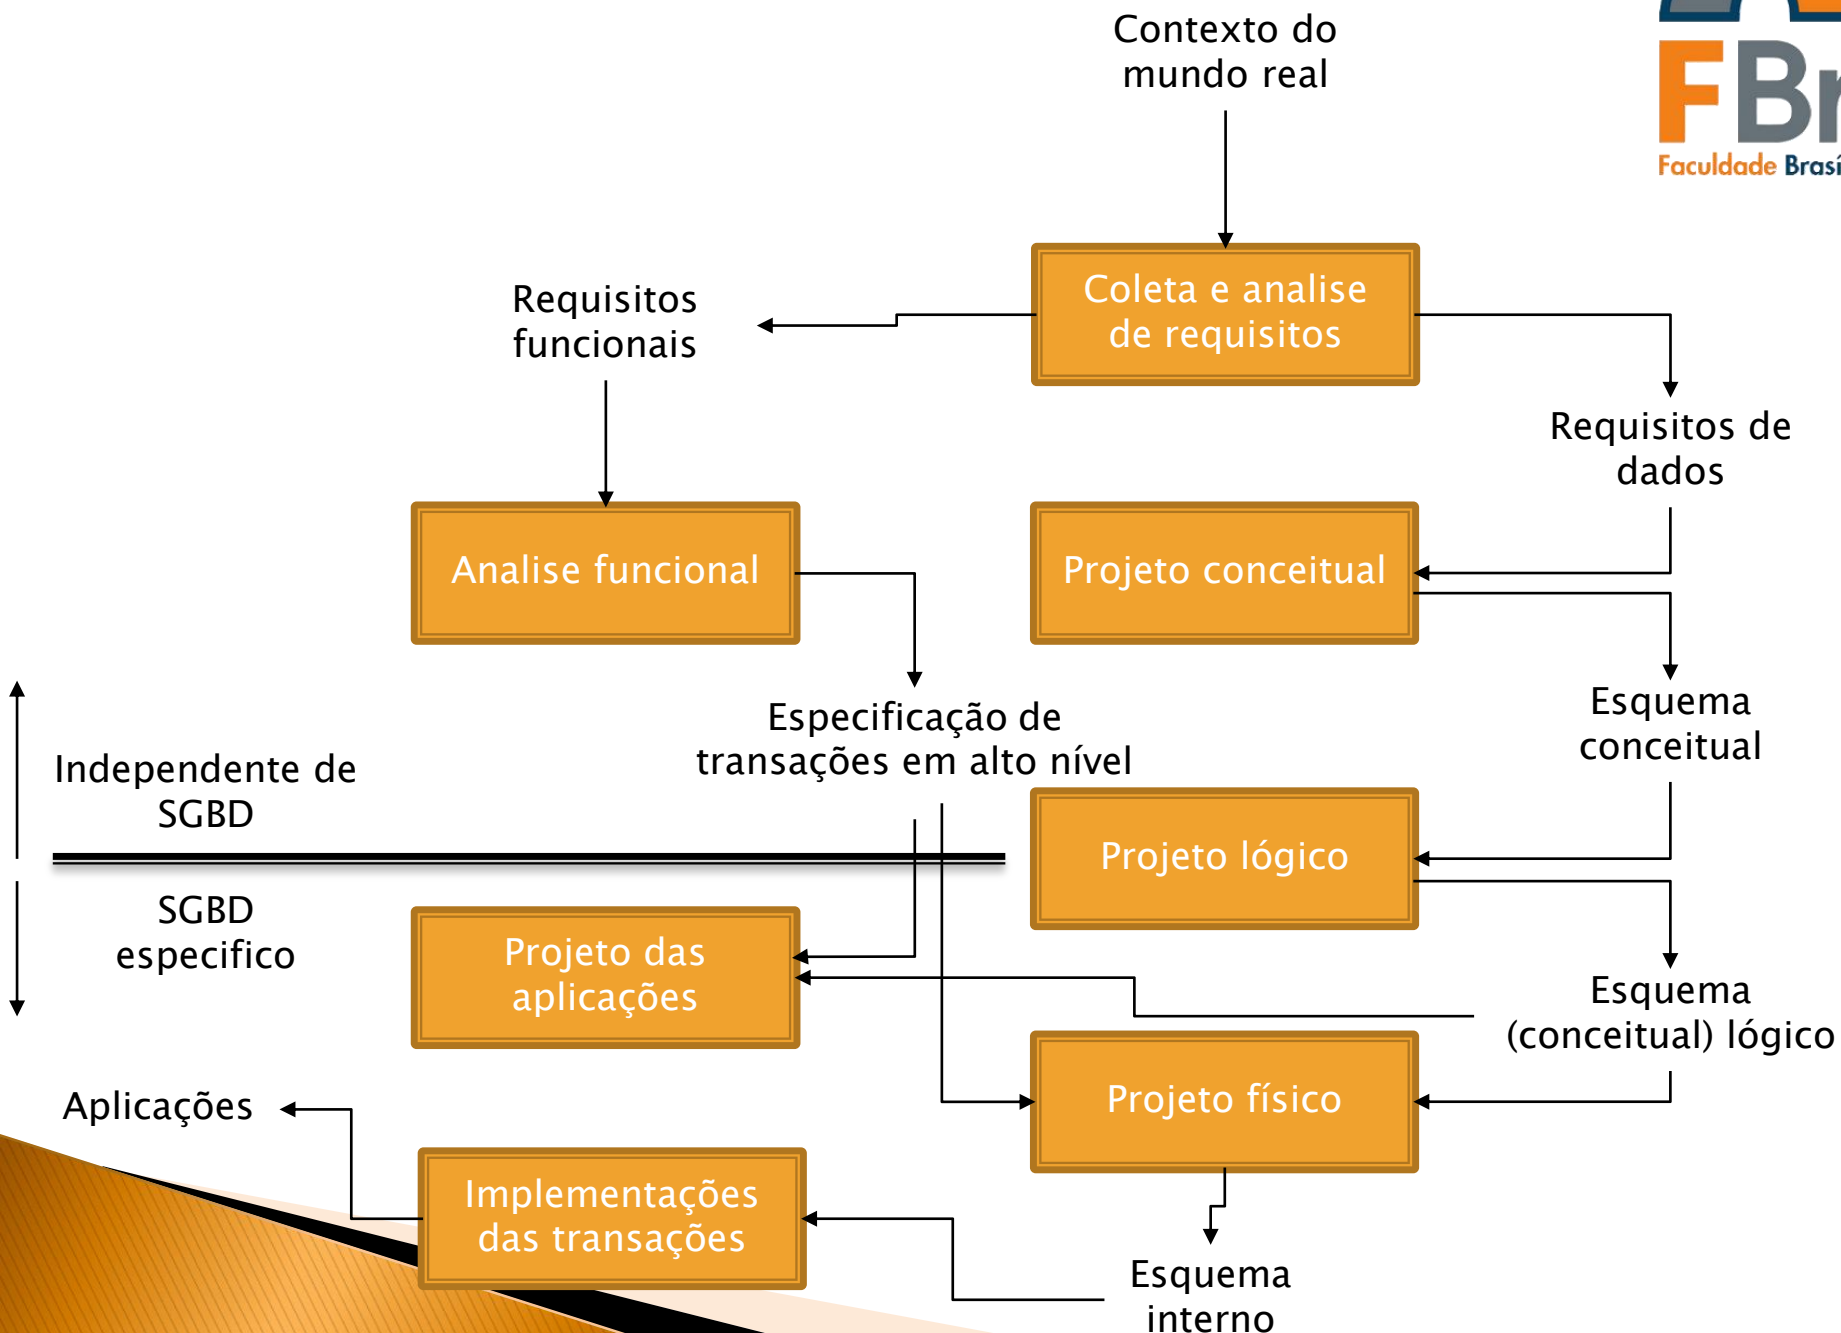 Contexto do
mundo real
FBr
Faculdade Brasí
Coleta e analise
de requisitos
Requisitos
funcionais
Requisitos de
dados
Analise funcional
Projeto conceitual
Especificação de
transações em alto nível
Esquema
conceitual
Independente de
SGBD
Projeto lógico
SGBD
especifico
Projeto das
aplicações
Esquema
(conceitual) lógico
Aplicações
Projeto físico
Implementações
das transações
Esquema
interno